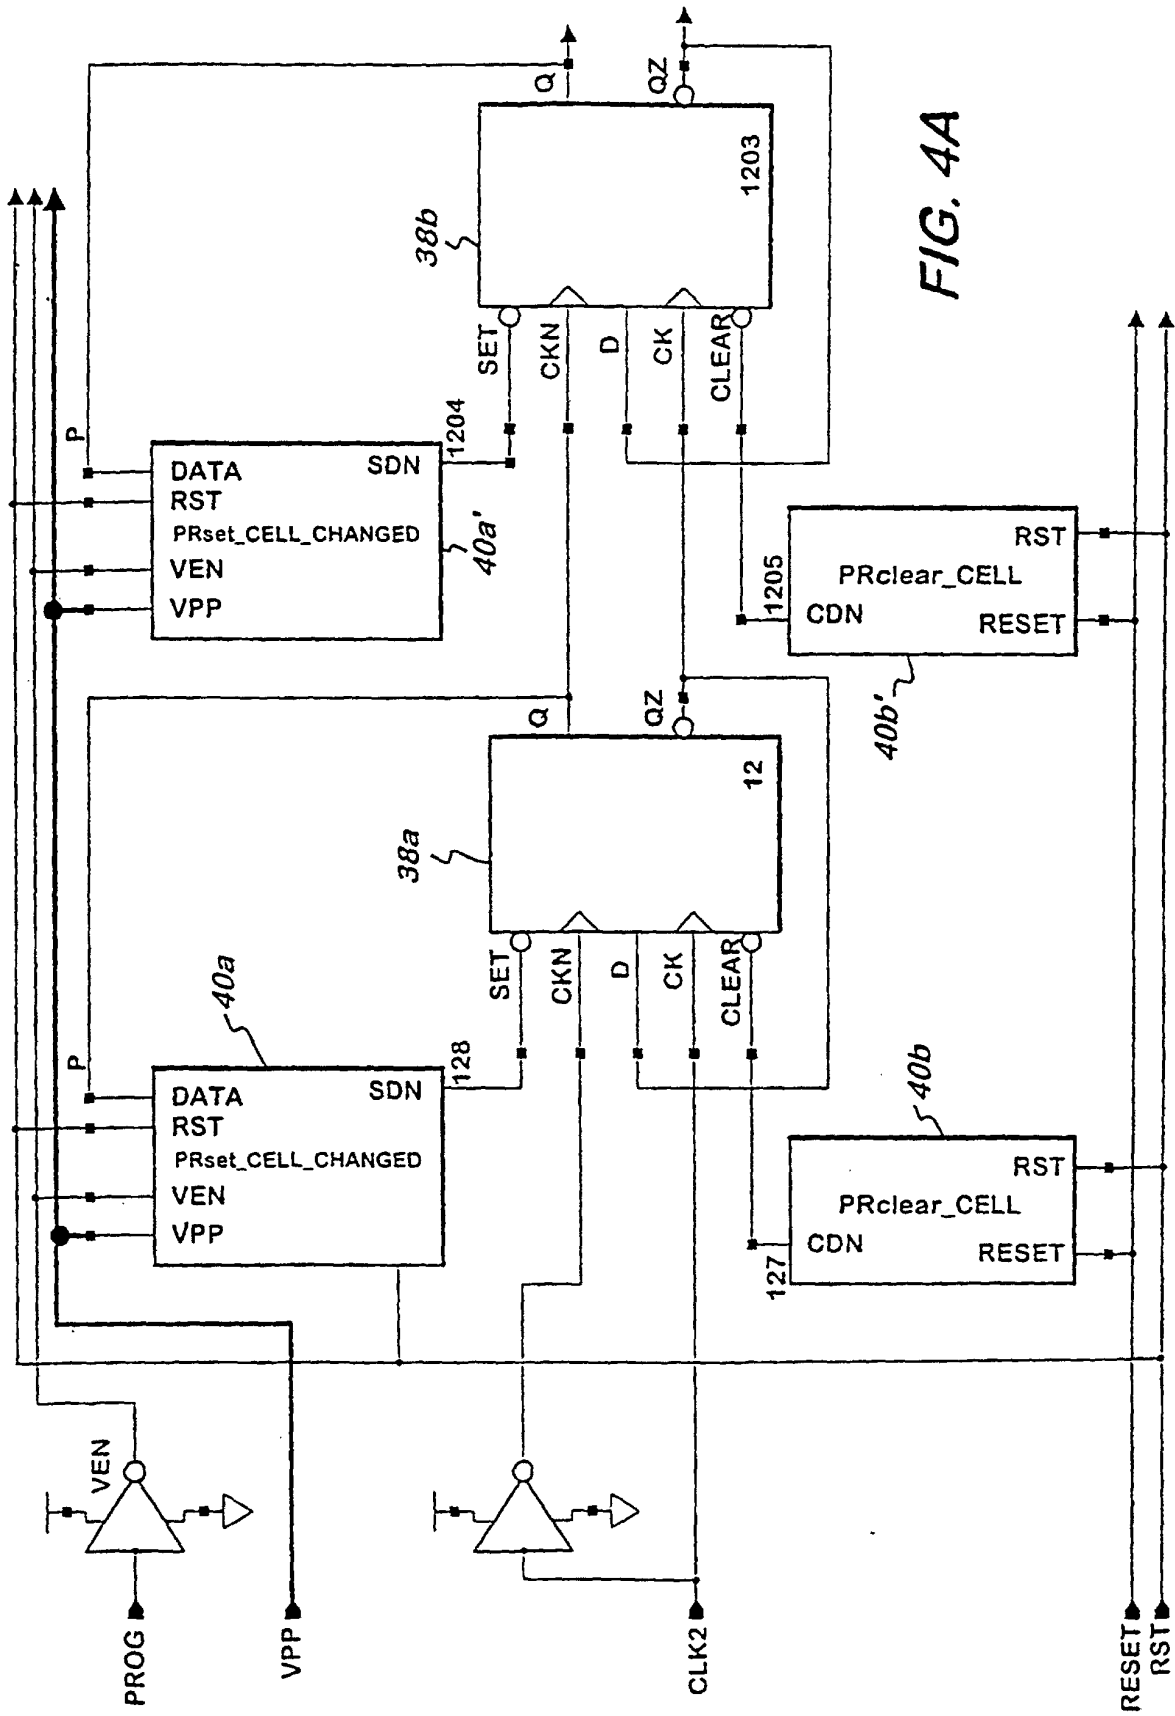 FIG. 4A
Q
QZ
1203
38b
SET
CKN
D
CK
CLEAR
P
DATA
RST
PRset_CELL_CHANGED
VEN
VPP
SDN
1204
40a'
1205
RST
PRclear_CELL
CDN
RESET
40b'
Q
QZ
12
38a
SET
CKN
D
CK
CLEAR
40a
P
DATA
RST
PRset_CELL_CHANGED
VEN
VPP
SDN
128
40b
127
RST
PRclear_CELL
CDN
RESET
VEN
PROG
VPP
CLK2
RESET
RST